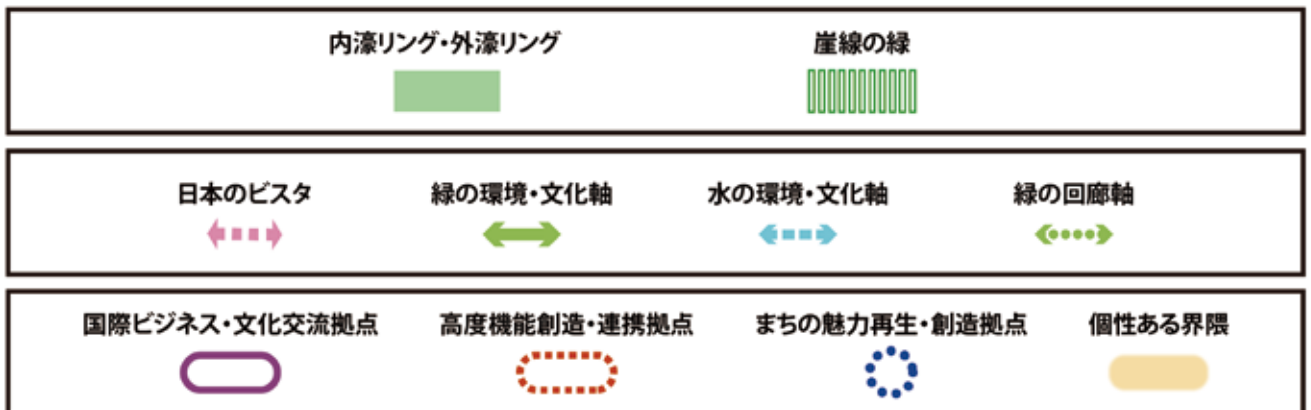 内濠リング・外濠リング 崖線の緑
日本のビスタ 緑の環境・文化軸 水の環境・文化軸 緑の回廊軸
国際ビジネス・文化交流拠点 高度機能創造・連携拠点 まちの魅力再生・創造拠点 個性ある界隈